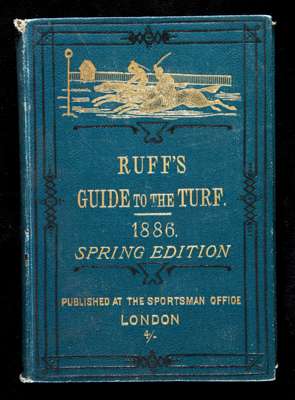 RUFF'S
GUIDE TO THE TURF.
1886.
SPRING EDITION
PUBLISHED AT THE SPORTSMAN OFFICE
LONDON
4/-